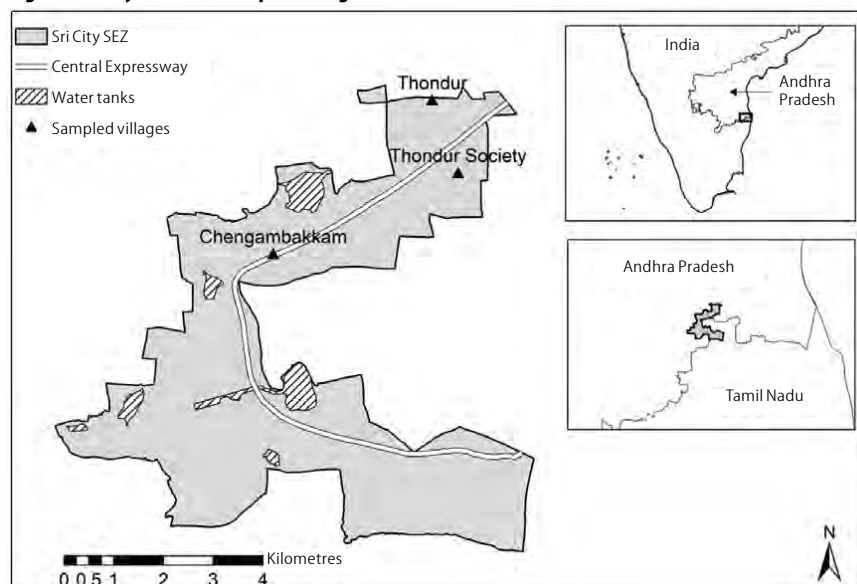 Sri City SEZ
Central Expressway
Water tanks
Sampled villages
Thondur
Thondur Society
Chengambakkam
India
Andhra
Pradesh
Andhra Pradesh
Tamil Nadu
N
Kilometres
0 0.5 1 2 3 4